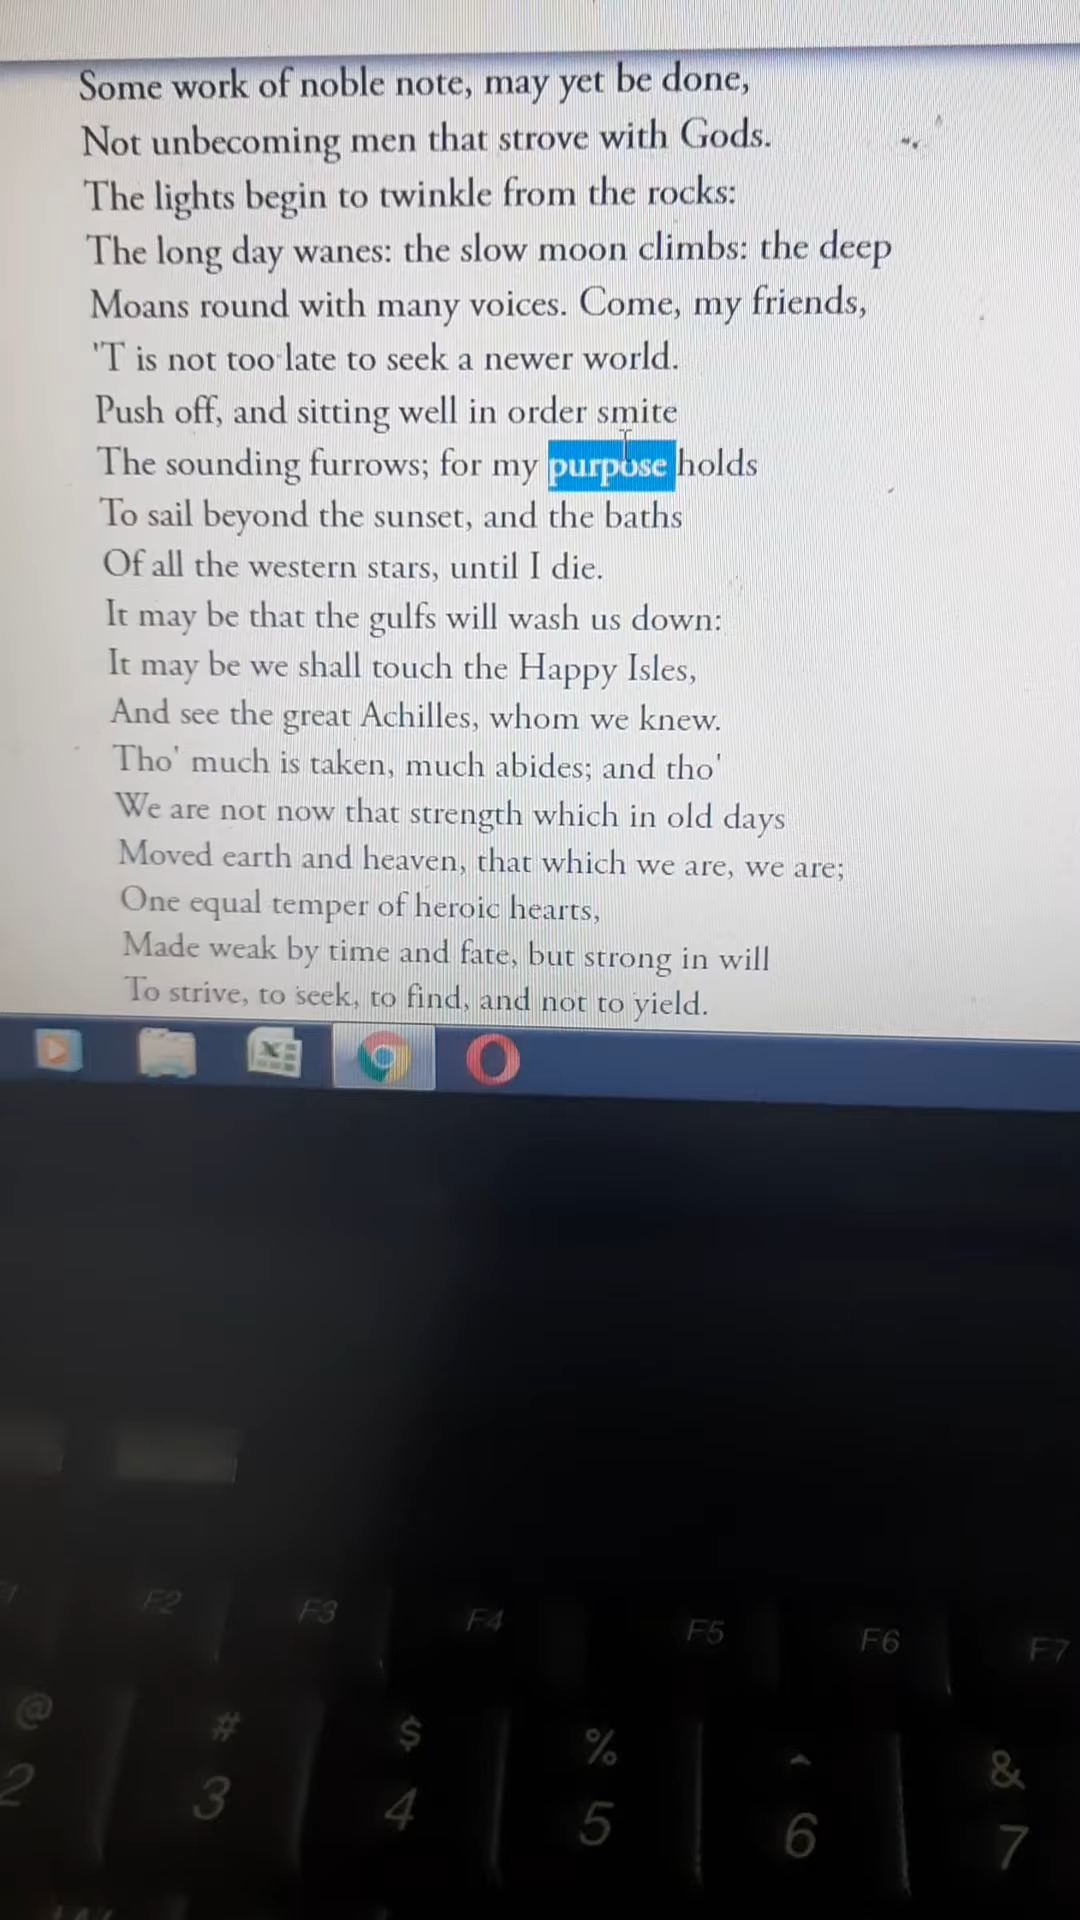 Some work of noble note, may yet be done,
Not unbecoming men that strove with Gods.
The lights begin to twinkle from the rocks:
The long day wanes: the slow moon climbs: the deep
Moans round with many voices. Come, my friends,
'T is not too late to seek a newer world.
Push off, and sitting well in order smite
The sounding furrows; for my purpose holds
To sail beyond the sunset, and the baths
Of all the western stars, until I die.
It may be that the gulfs will wash us down:
It may be we shall touch the Happy Isles,
And see the great Achilles, whom we knew.
Tho' much is taken, much abides; and tho'
We are not now that strength which in old days
Moved earth and heaven, that which we are, we are;
One equal temper of heroic hearts,
Made weak by time and fate, but strong in will
To strive, to seek, to find, and not to yield.
F2 F3 F4 F5 F6 F7
@ # $ % ^ &
2 3 4 5 6 7